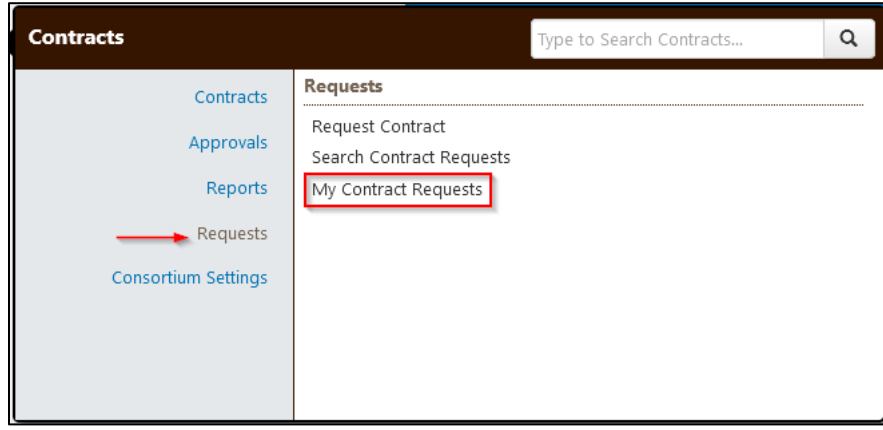 Contracts
Type to Search Contracts...
Contracts
Approvals
Reports
Requests
Consortium Settings
Requests
Request Contract
Search Contract Requests
My Contract Requests